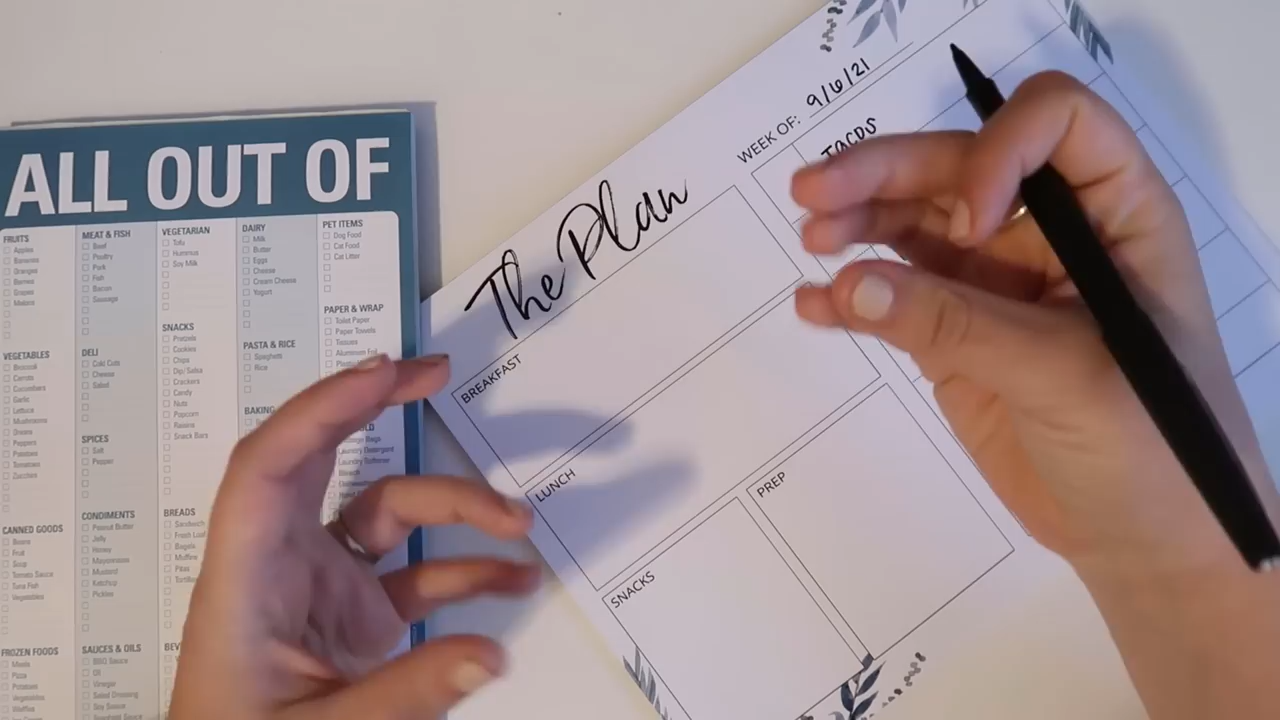 ALL OUT OF
FRUITS
Apples
Bananas
Oranges
Berries
Grapes
Melons
VEGETABLES
Broccoli
Carrots
Cucumbers
Garlic
Lettuce
Mushrooms
Onions
Peppers
Potatoes
Tomatoes
Zucchini
CANNED GOODS
Beans
Fruit
Soup
Tomato Sauce
Tuna Fish
Vegetables
FROZEN FOODS
Meals
Pizza
Potatoes
Vegetables
Waffles
MEAT & FISH
Beef
Poultry
Pork
Fish
Bacon
Sausage
DELI
Cold Cuts
Cheese
Salad
SPICES
Salt
Pepper
CONDIMENTS
Peanut Butter
Jelly
Honey
Mayonnaise
Mustard
Ketchup
Pickles
SAUCES & OILS
BBQ Sauce
Oil
Vinegar
Salad Dressing
Soy Sauce
Spaghetti Sauce
VEGETARIAN
Tofu
Hummus
Soy Milk
SNACKS
Pretzels
Cookies
Chips
Dip/Salsa
Crackers
Candy
Nuts
Popcorn
Raisins
Snack Bars
BREADS
Sandwich
Fresh Loaf
Bagels
Muffins
Pitas
Tortillas
DAIRY
Milk
Butter
Eggs
Cheese
Cream Cheese
Yogurt
PASTA & RICE
Spaghetti
Rice
BAKING
PET ITEMS
Dog Food
Cat Food
Cat Litter
PAPER & WRAP
Toilet Paper
Paper Towels
Tissues
Aluminum Foil
Laundry Detergent
Laundry Softener
Bleach
The Plan
WEEK OF: 9/6/21
TACOS
BREAKFAST
LUNCH
SNACKS
PREP